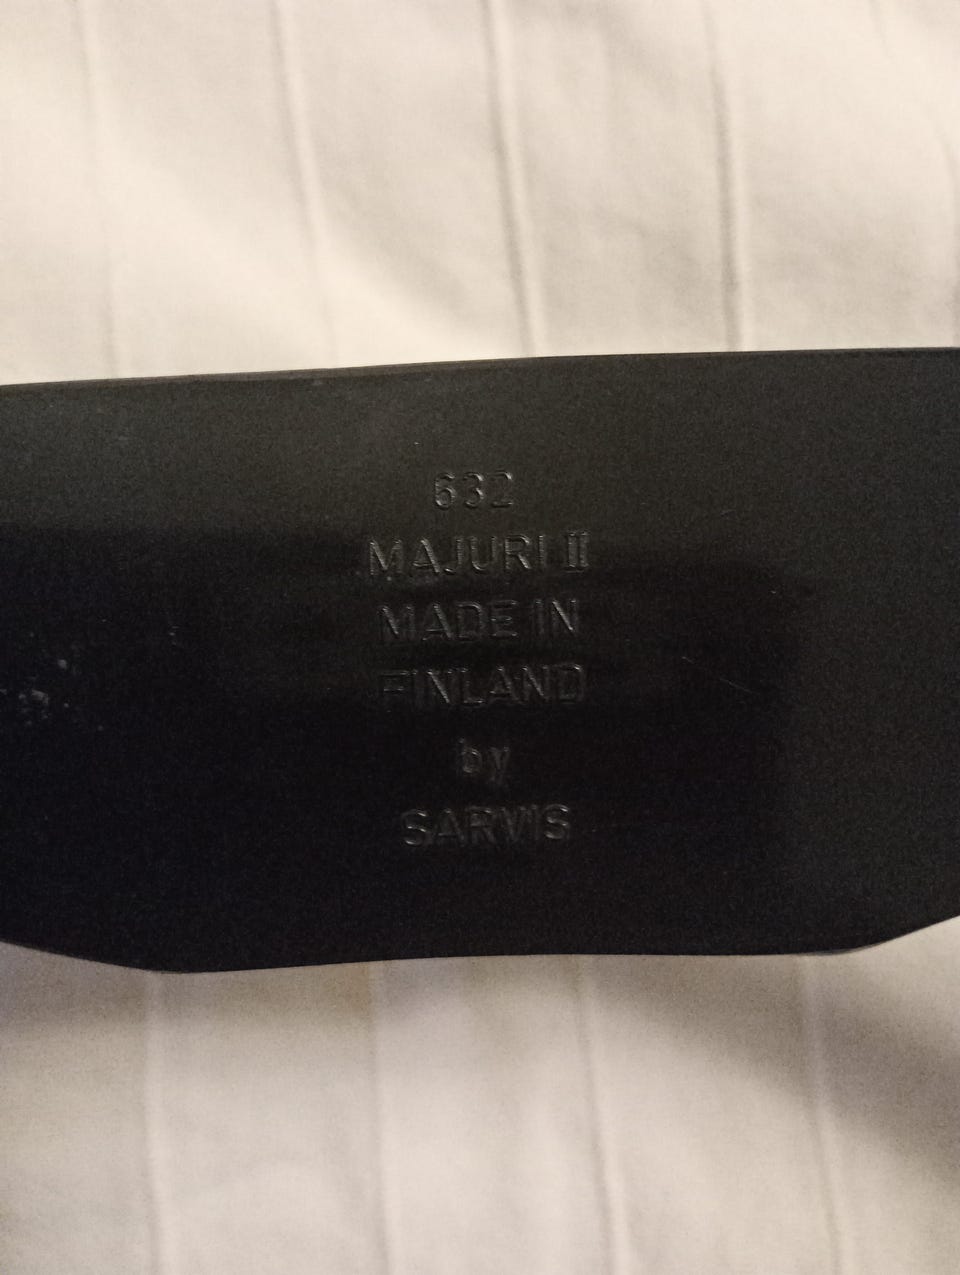 632
MAJURI II
MADE IN
FINLAND
by
SARVIS